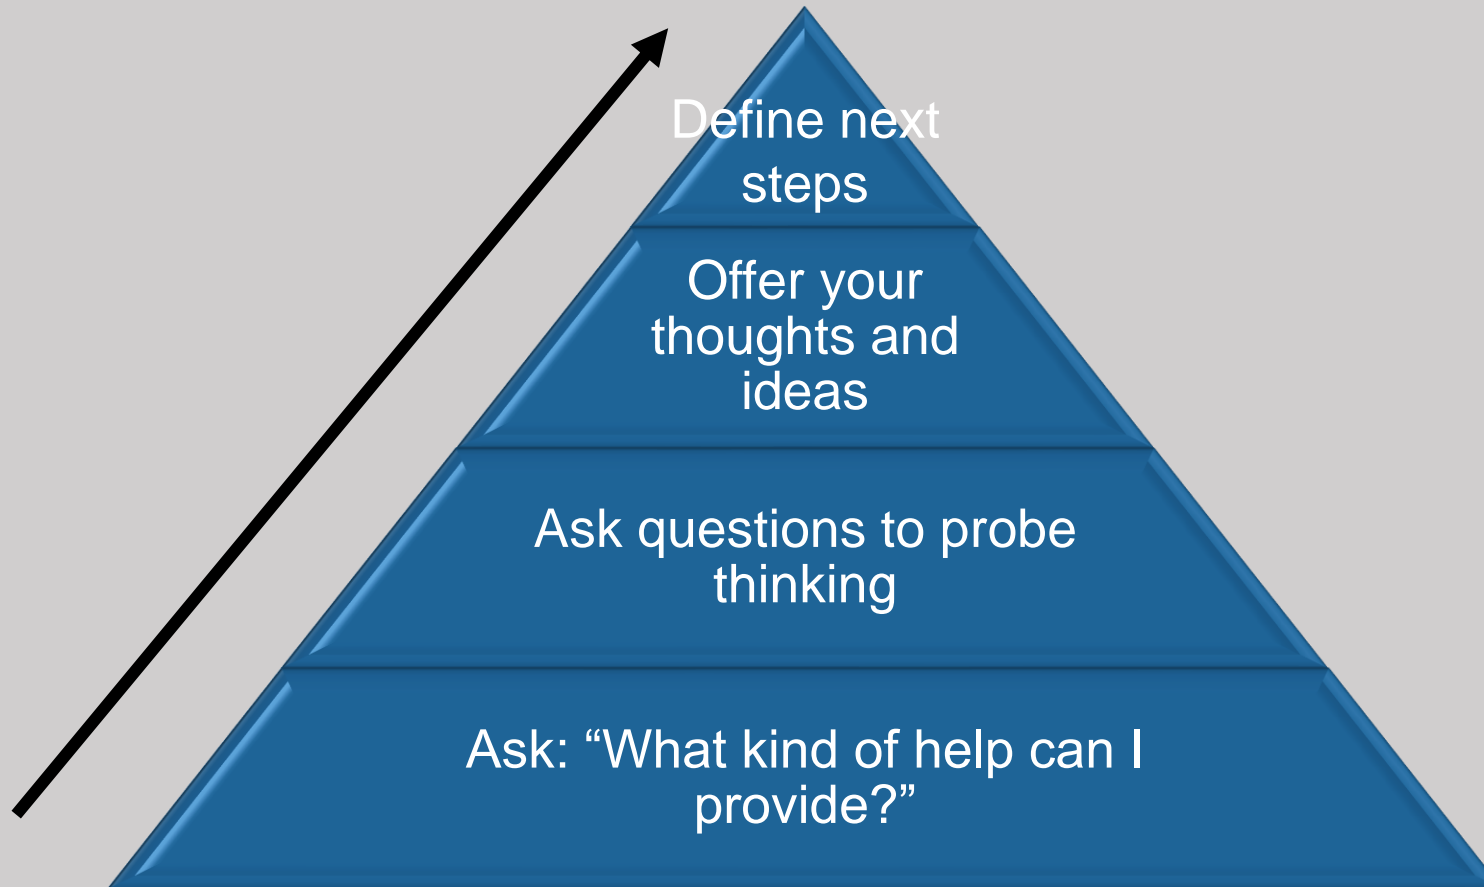 Define next
steps
Offer your
thoughts and
ideas
Ask questions to probe
thinking
Ask: “What kind of help can I
provide?”